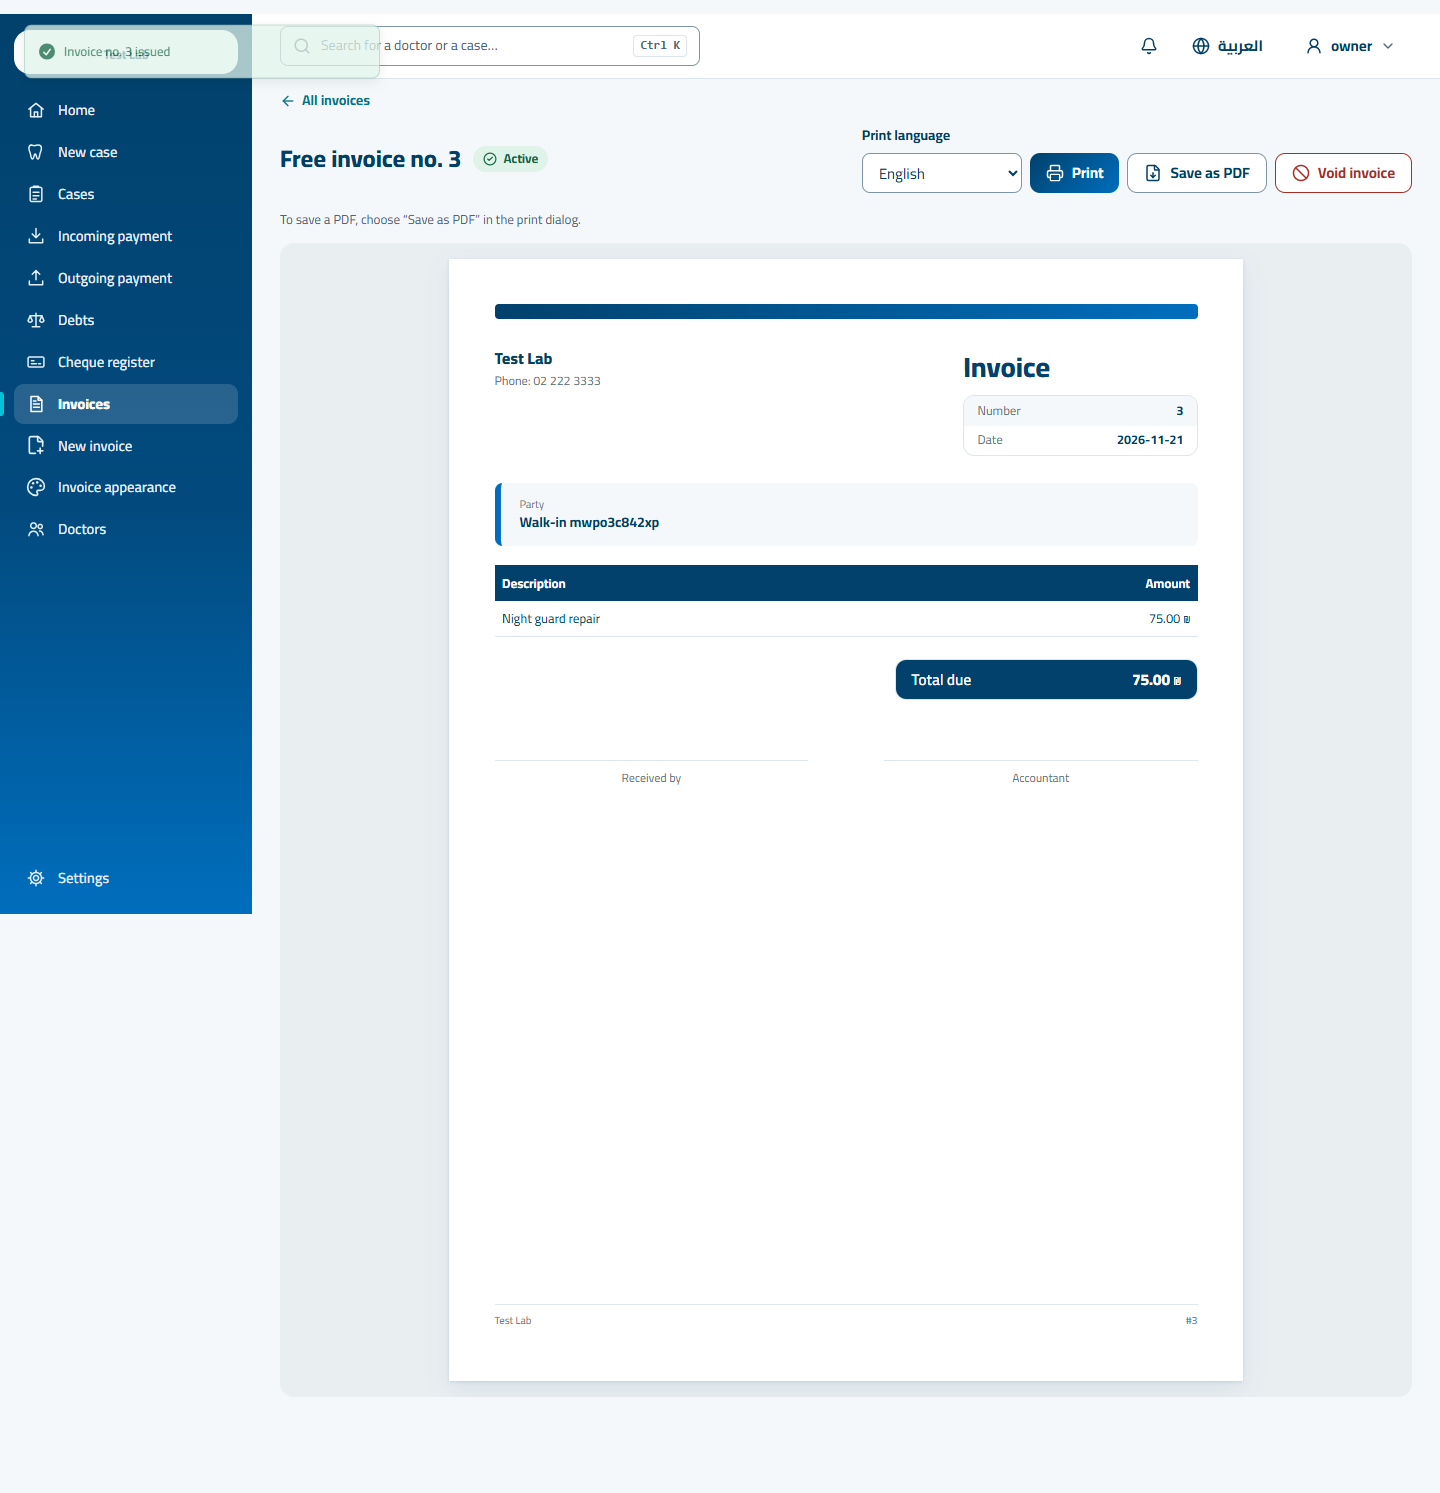 Invoice no. 3 issued
Test Lab
Search for a doctor or a case...
Ctrl K
العربية
owner
Home
New case
Cases
Incoming payment
Outgoing payment
Debts
Cheque register
Invoices
New invoice
Invoice appearance
Doctors
Settings
All invoices
Free invoice no. 3
Active
Print language
English
Print
Save as PDF
Void invoice
To save a PDF, choose “Save as PDF” in the print dialog.
Test Lab
Phone: 02 222 3333
Invoice
Number 3
Date 2026-11-21
Party
Walk-in mwpo3c842xp
Description Amount
Night guard repair 75.00 ₪
Total due 75.00 ₪
Received by Accountant
Test Lab #3